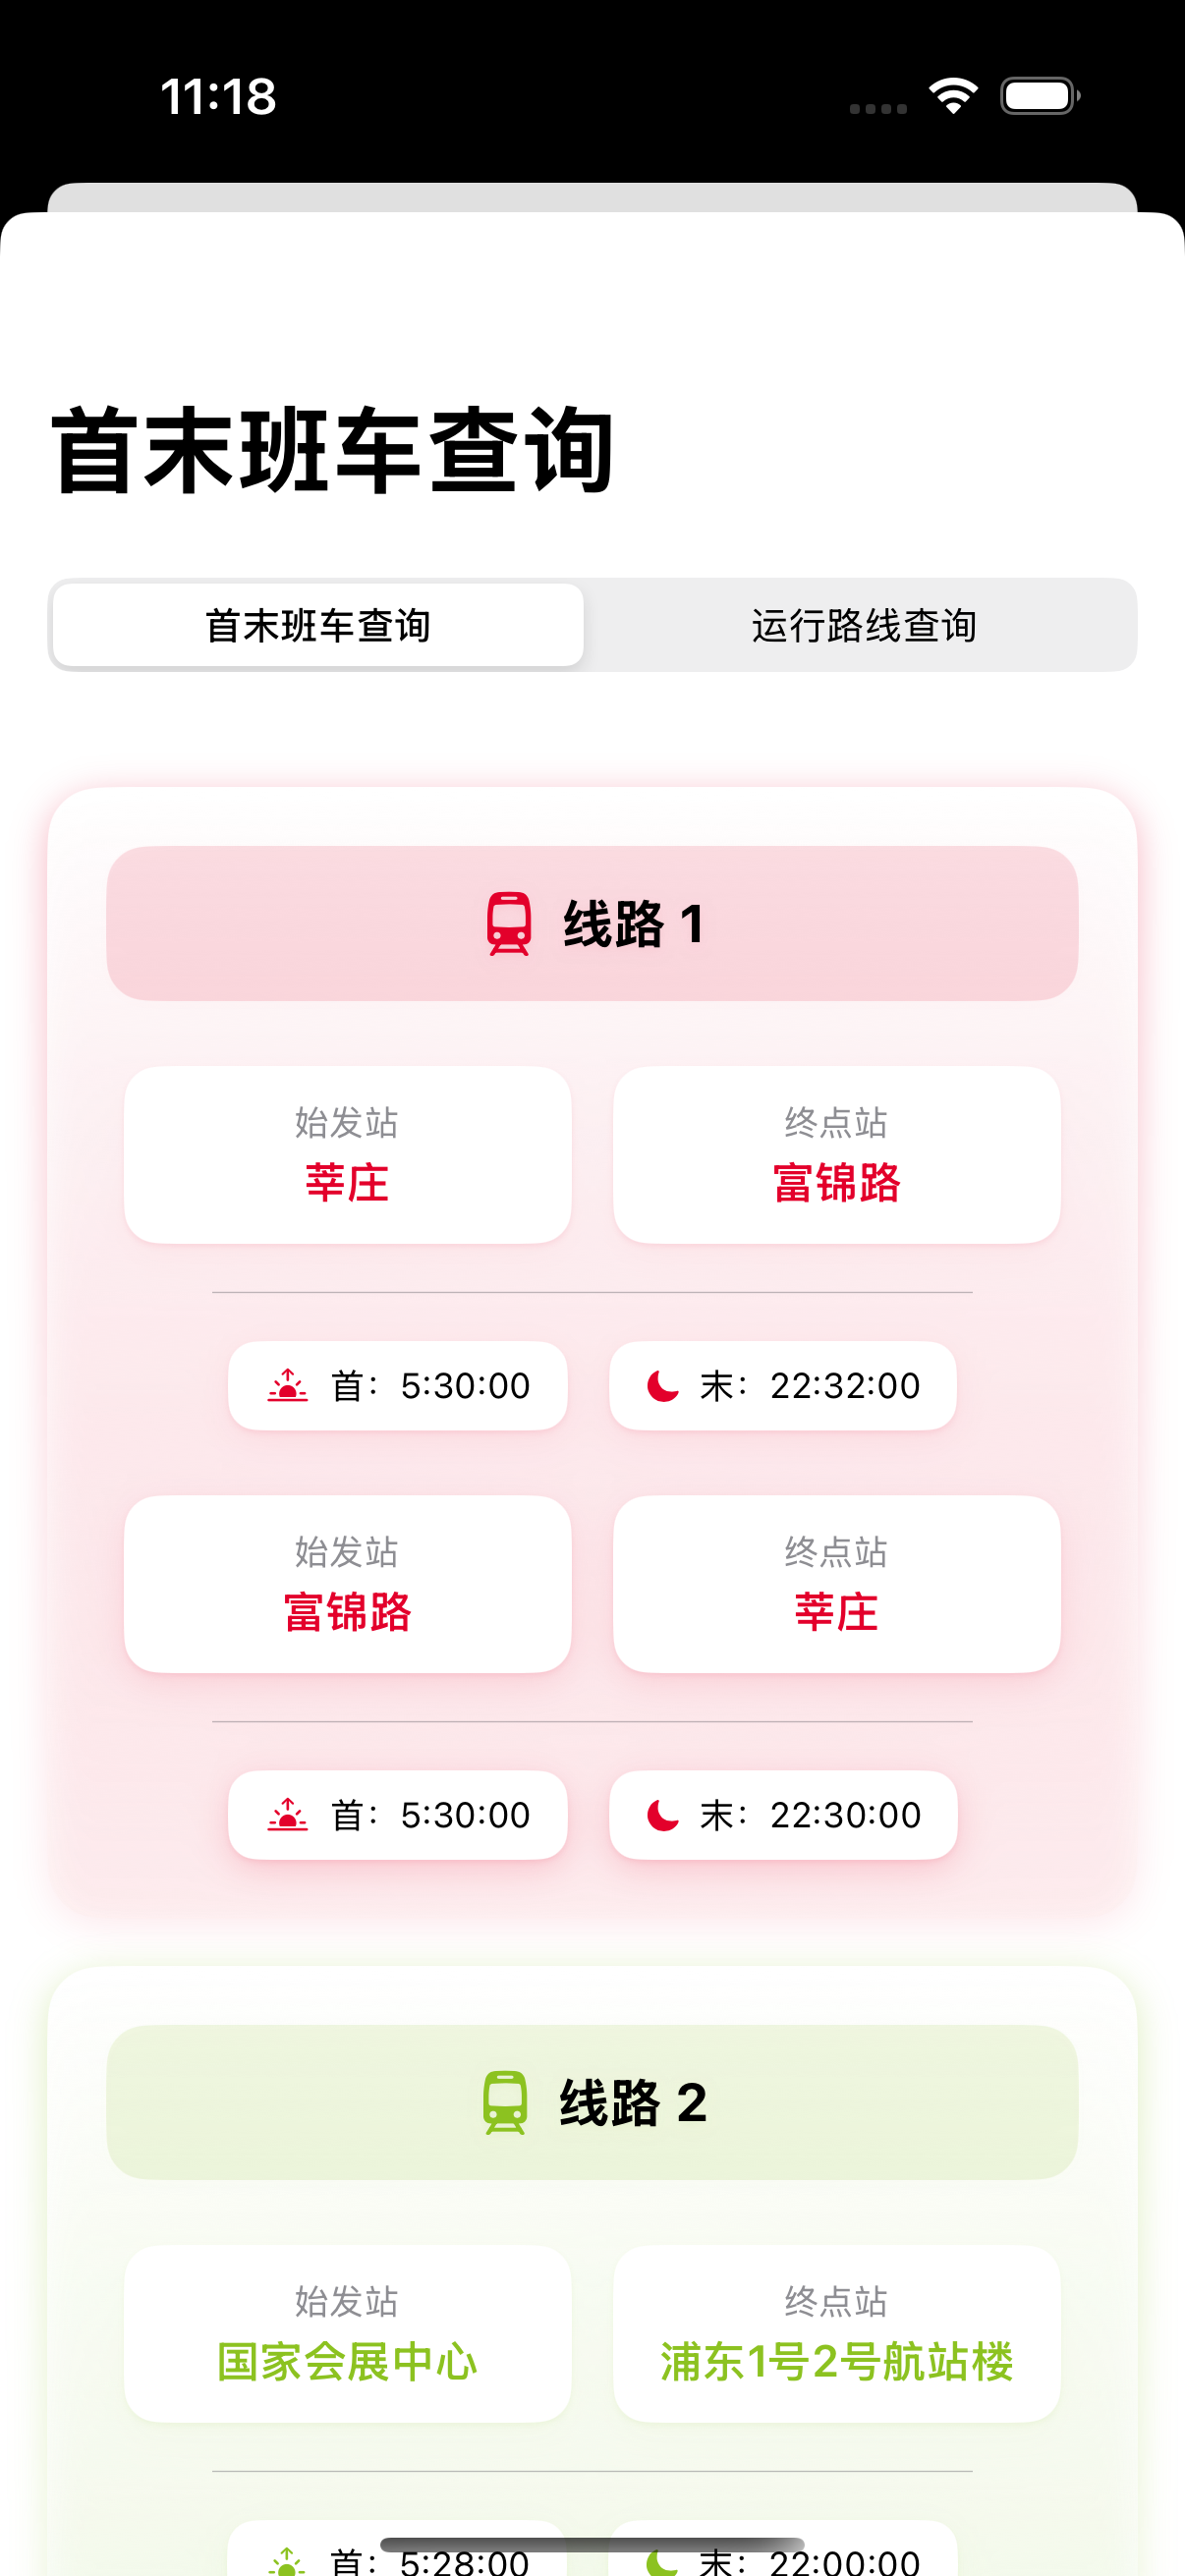 11:18
首末班车查询
首末班车查询
运行路线查询
线路 1
始发站
莘庄
终点站
富锦路
首：5:30:00
末：22:32:00
始发站
富锦路
终点站
莘庄
首：5:30:00
末：22:30:00
线路 2
始发站
国家会展中心
终点站
浦东1号2号航站楼
首：5:28:00
末：22:00:00